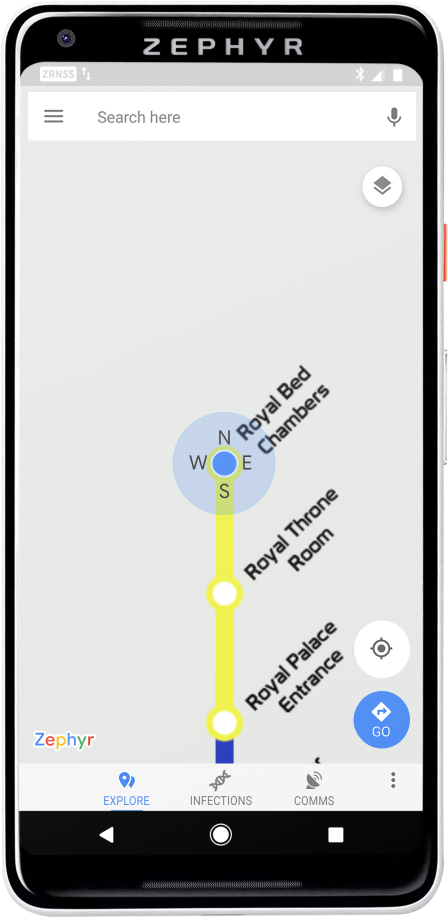 ZEPHYR
ZRNSS
Search here
Royal Bed
Chambers
N
W E
S
Royal Throne
Room
Royal Palace
Entrance
GO
Zephyr
EXPLORE
INFECTIONS
COMMS